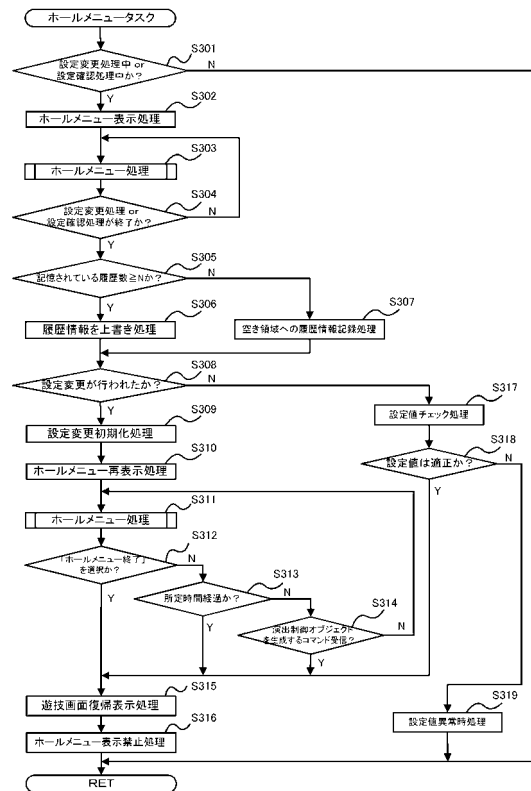 ホールメニュータスク
S301
設定変更処理中 or
設定確認処理中か？
N
Y
S302
ホールメニュー表示処理
S303
ホールメニュー処理
S304
設定変更処理 or
設定確認処理が終了か？
N
Y
S305
記憶されている履歴数≧Nか？
N
Y
S306
履歴情報を上書き処理
S307
空き領域への履歴情報記録処理
S308
設定変更が行われたか？
N
Y
S317
設定値チェック処理
S309
設定変更初期化処理
S318
設定値は適正か？
N
Y
S310
ホールメニュー再表示処理
S311
ホールメニュー処理
S312
「ホールメニュー終了」
を選択か？
N
Y
S313
所定時間経過か？
N
Y
S314
演出制御オブジェクト
を生成するコマンド受信？
N
Y
S315
遊技画面復帰表示処理
S316
ホールメニュー表示禁止処理
S319
設定値異常時処理
RET